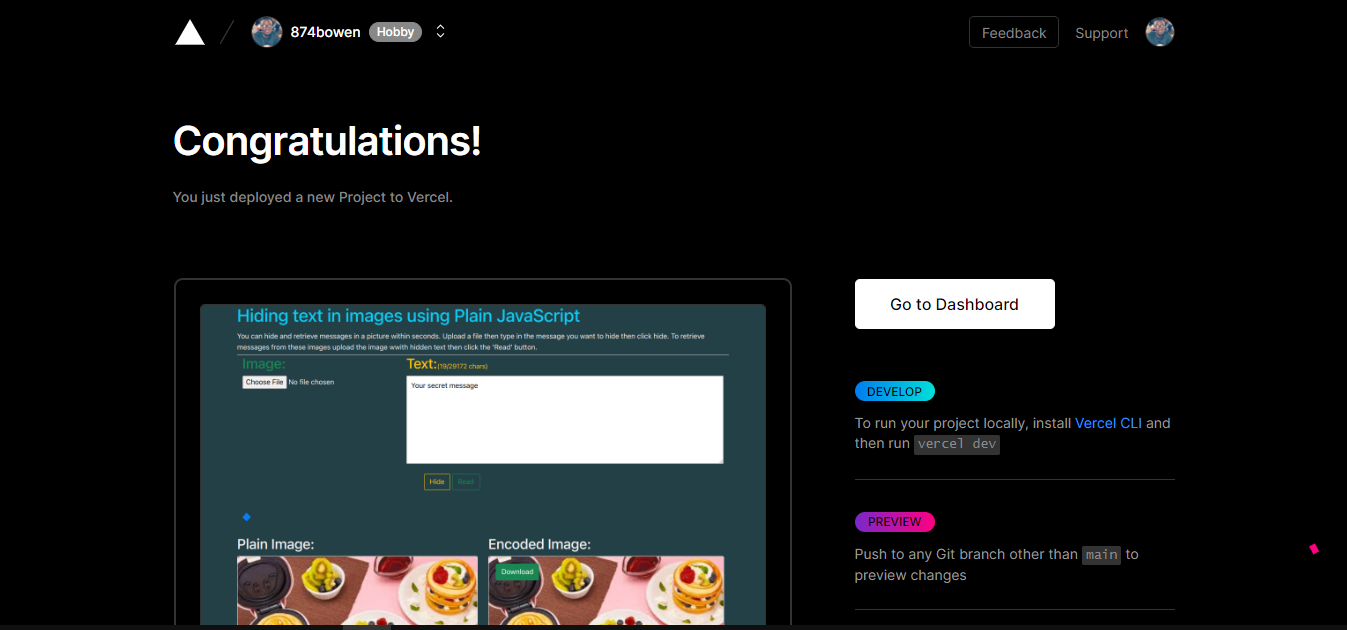 874bowen Hobby
Feedback Support
Congratulations!
You just deployed a new Project to Vercel.
Hiding text in images using Plain JavaScript
You can hide and retrieve messages in a picture within seconds. Upload a file then type in the message you want to hide then click hide. To retrieve
messages from these images upload the image wwith hidden text then click the 'Read' button.
Image:
Choose File No file chosen
Text:(19/29172 chars)
Your secret message
Hide Read
Plain Image:
Encoded Image:
Download
Go to Dashboard
DEVELOP
To run your project locally, install Vercel CLI and
then run vercel dev
PREVIEW
Push to any Git branch other than main to
preview changes